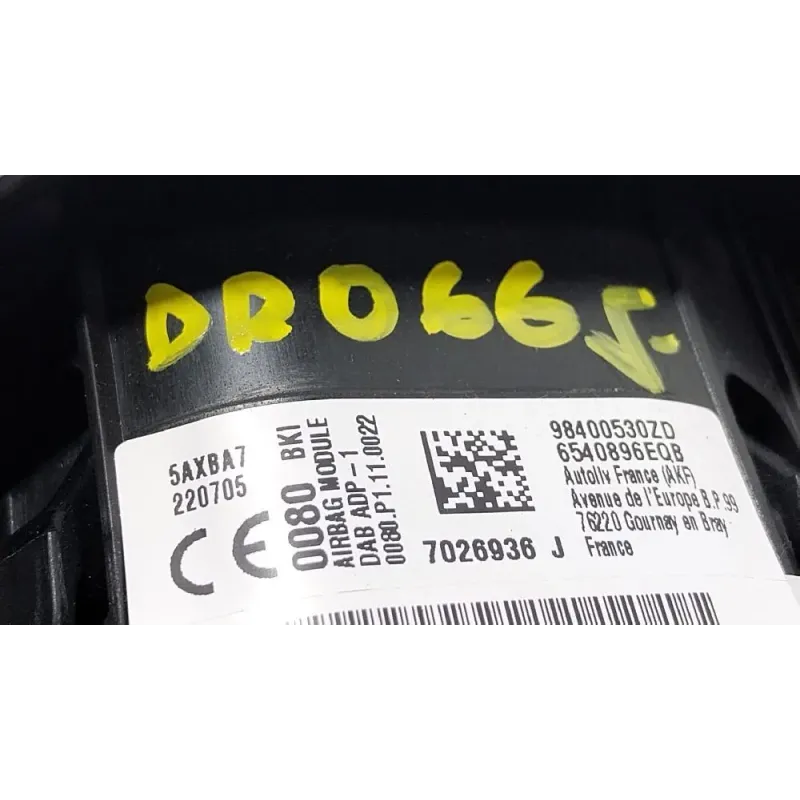 DR066
5AXBA7
220705
CE
0080 BKI
AIRBAG MODULE
DAB ADP-1
0080.P1.11.0022
7026936 J
98400530ZD
6540896EQB
Autoliv France (AKF)
Avenue de l'Europe B.P.99
76220 Gournay en Bray
France